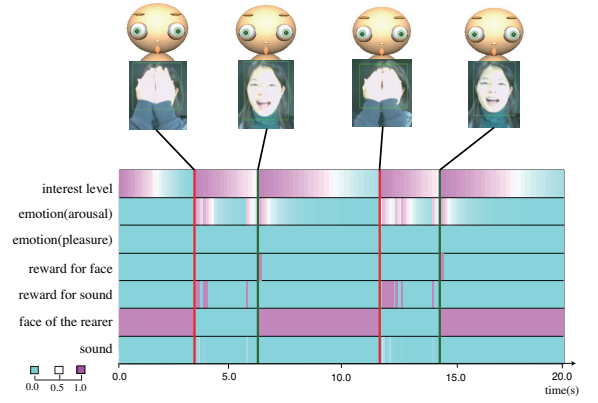 interest level
emotion(arousal)
emotion(pleasure)
reward for face
reward for sound
face of the rearer
sound
0.0 0.5 1.0
0.0 5.0 10.0 15.0 20.0
time(s)